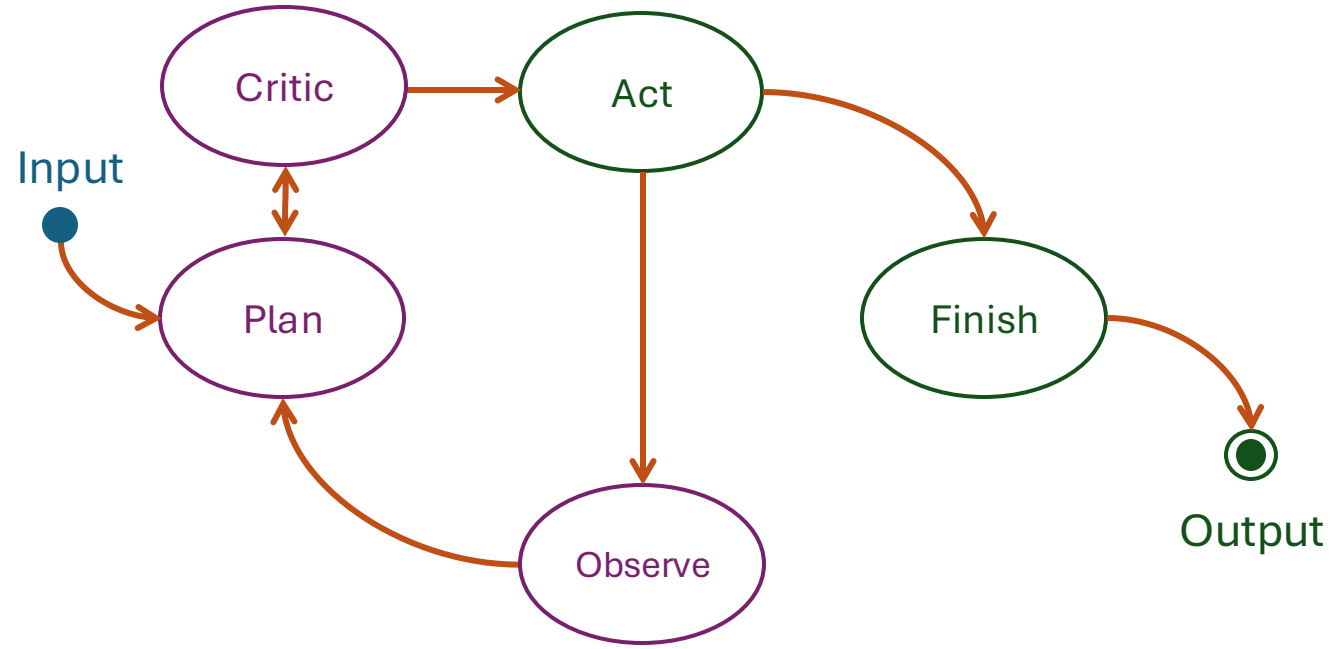 Critic
Act
Input
Plan
Finish
Observe
Output